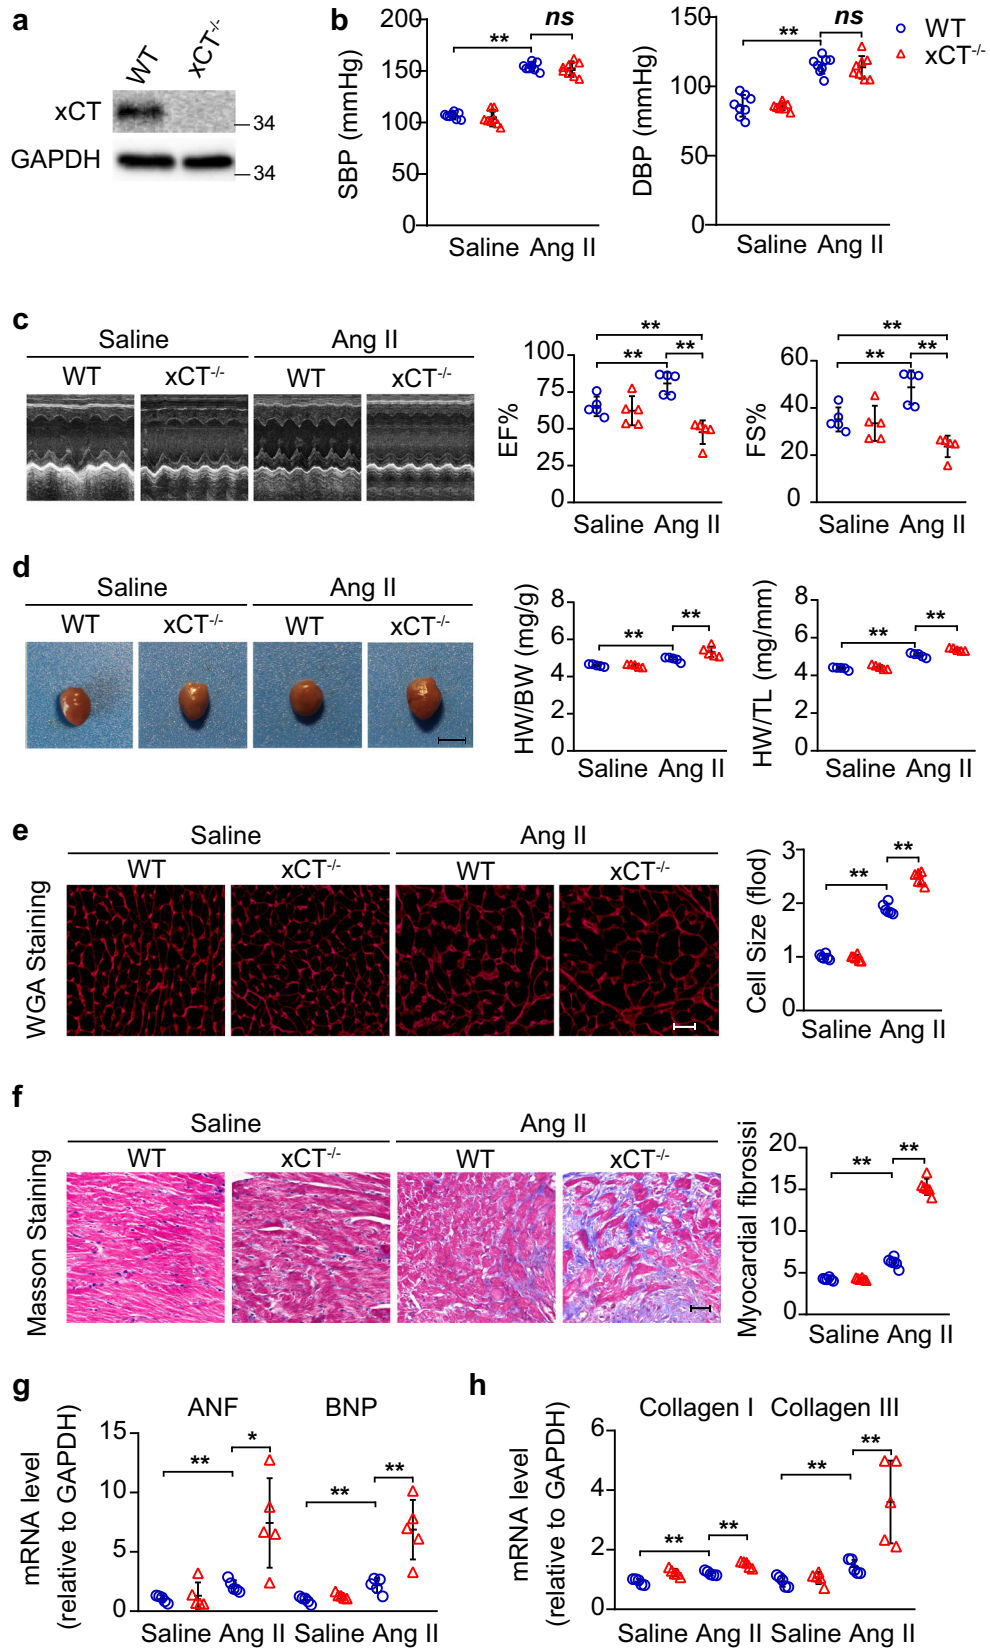 a
WT
xCT-/-
xCT
34
GAPDH
34
b
SBP (mmHg)
200
150
100
50
0
**
ns
Saline Ang II
DBP (mmHg)
150
100
50
0
**
ns
Saline Ang II
WT
xCT-/-
c
Saline
Ang II
WT
xCT-/-
WT
xCT-/-
EF%
100
75
50
25
0
**
**
**
Saline Ang II
FS%
60
40
20
0
**
**
**
Saline Ang II
d
Saline
Ang II
WT
xCT-/-
WT
xCT-/-
HW/BW (mg/g)
8
6
4
2
0
**
**
Saline Ang II
HW/TL (mg/mm)
8
6
4
2
0
**
**
Saline Ang II
e
Saline
Ang II
WT
xCT-/-
WT
xCT-/-
WGA Staining
Cell Size (flod)
3
2
1
0
**
**
Saline Ang II
f
Saline
Ang II
WT
xCT-/-
WT
xCT-/-
Masson Staining
Myocardial fibrosisi
20
15
10
5
0
**
**
Saline Ang II
g
ANF
BNP
mRNA level
(relative to GAPDH)
15
10
5
0
**
*
**
**
Saline Ang II Saline Ang II
h
Collagen I
Collagen III
mRNA level
(relative to GAPDH)
6
4
2
0
**
**
**
**
Saline Ang II Saline Ang II